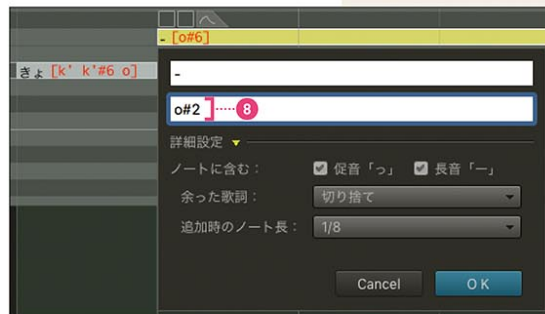 - [o#6]
きょ [k' k'#6 o]
-
o#2
8
詳細設定
ノートに含む： 促音「っ」 長音「ー」
余った歌詞： 切り捨て
追加時のノート長： 1/8
Cancel OK